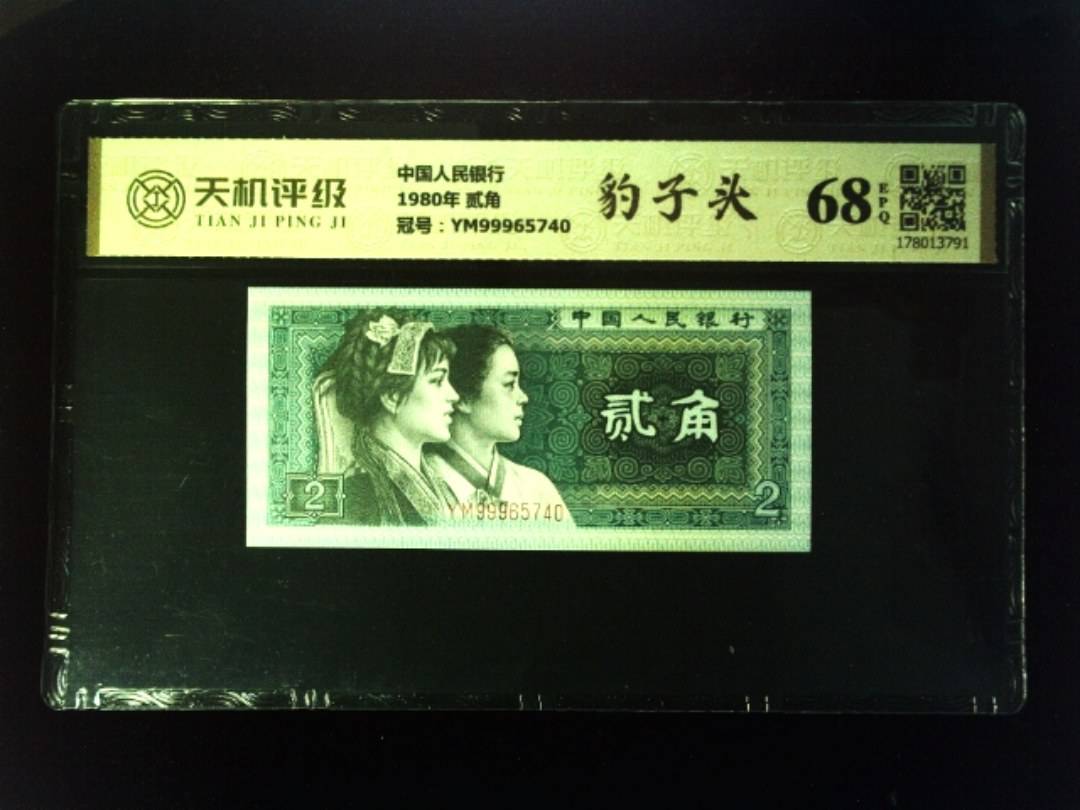 天机评级
TIAN JI PING JI
中国人民银行
1980年 贰角
冠号：YM99965740
豹子头
68
EPQ
178013791
中国人民银行
贰角
2
YM99965740
2